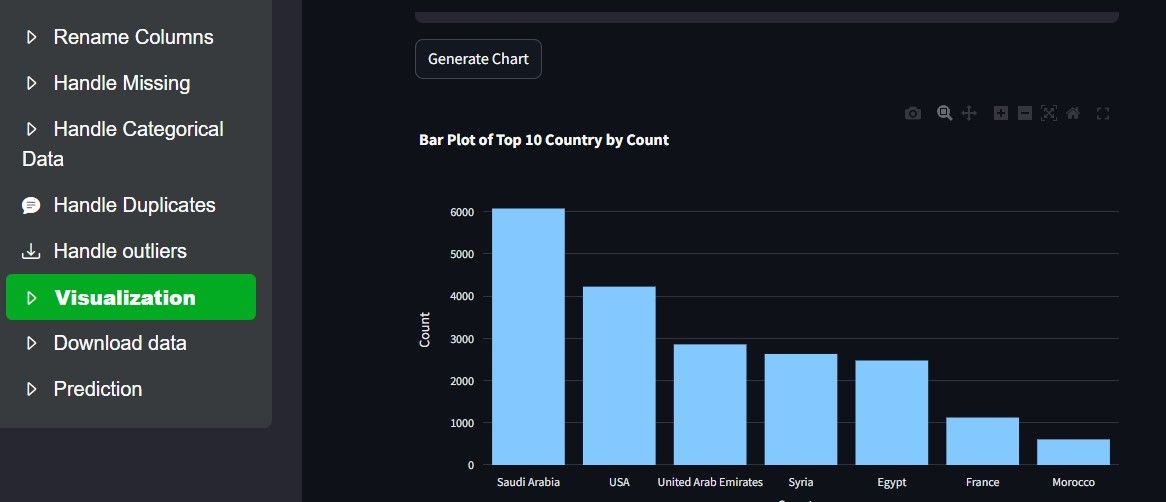 Rename Columns
Handle Missing
Handle Categorical
Data
Handle Duplicates
Handle outliers
Visualization
Download data
Prediction
Generate Chart
Bar Plot of Top 10 Country by Count
6000
5000
4000
3000
2000
1000
0
Count
Saudi Arabia
USA
United Arab Emirates
Syria
Egypt
France
Morocco